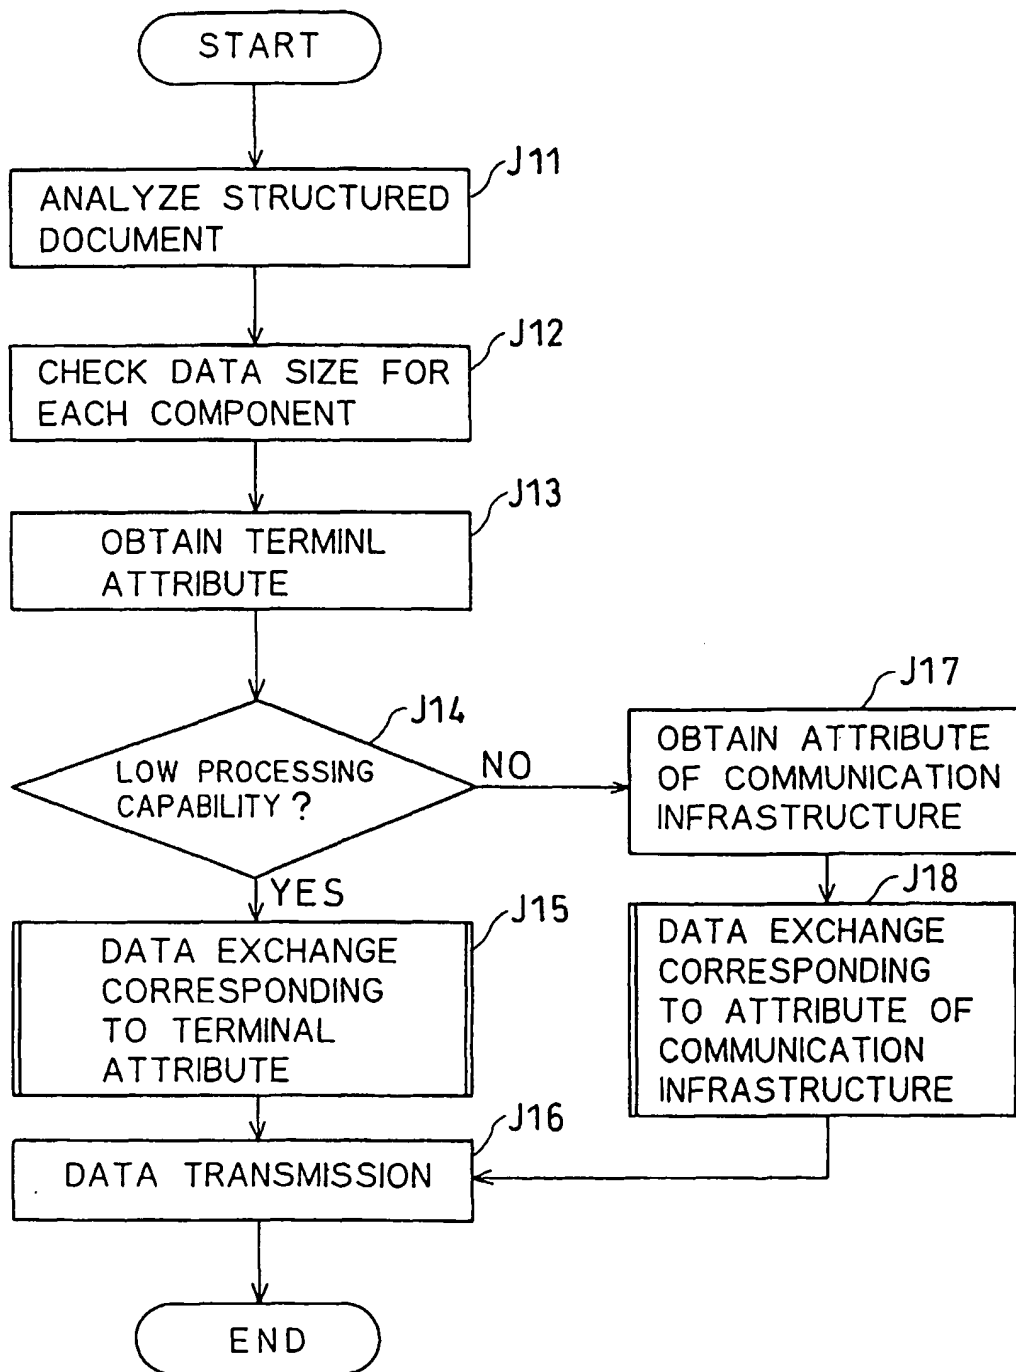 START
J11
ANALYZE STRUCTURED
DOCUMENT
J12
CHECK DATA SIZE FOR
EACH COMPONENT
J13
OBTAIN TERMINL
ATTRIBUTE
J14
LOW PROCESSING
CAPABILITY?
NO
J17
OBTAIN ATTRIBUTE
OF COMMUNICATION
INFRASTRUCTURE
YES
J15
DATA EXCHANGE
CORRESPONDING
TO TERMINAL
ATTRIBUTE
J18
DATA EXCHANGE
CORRESPONDING
TO ATTRIBUTE OF
COMMUNICATION
INFRASTRUCTURE
J16
DATA TRANSMISSION
END